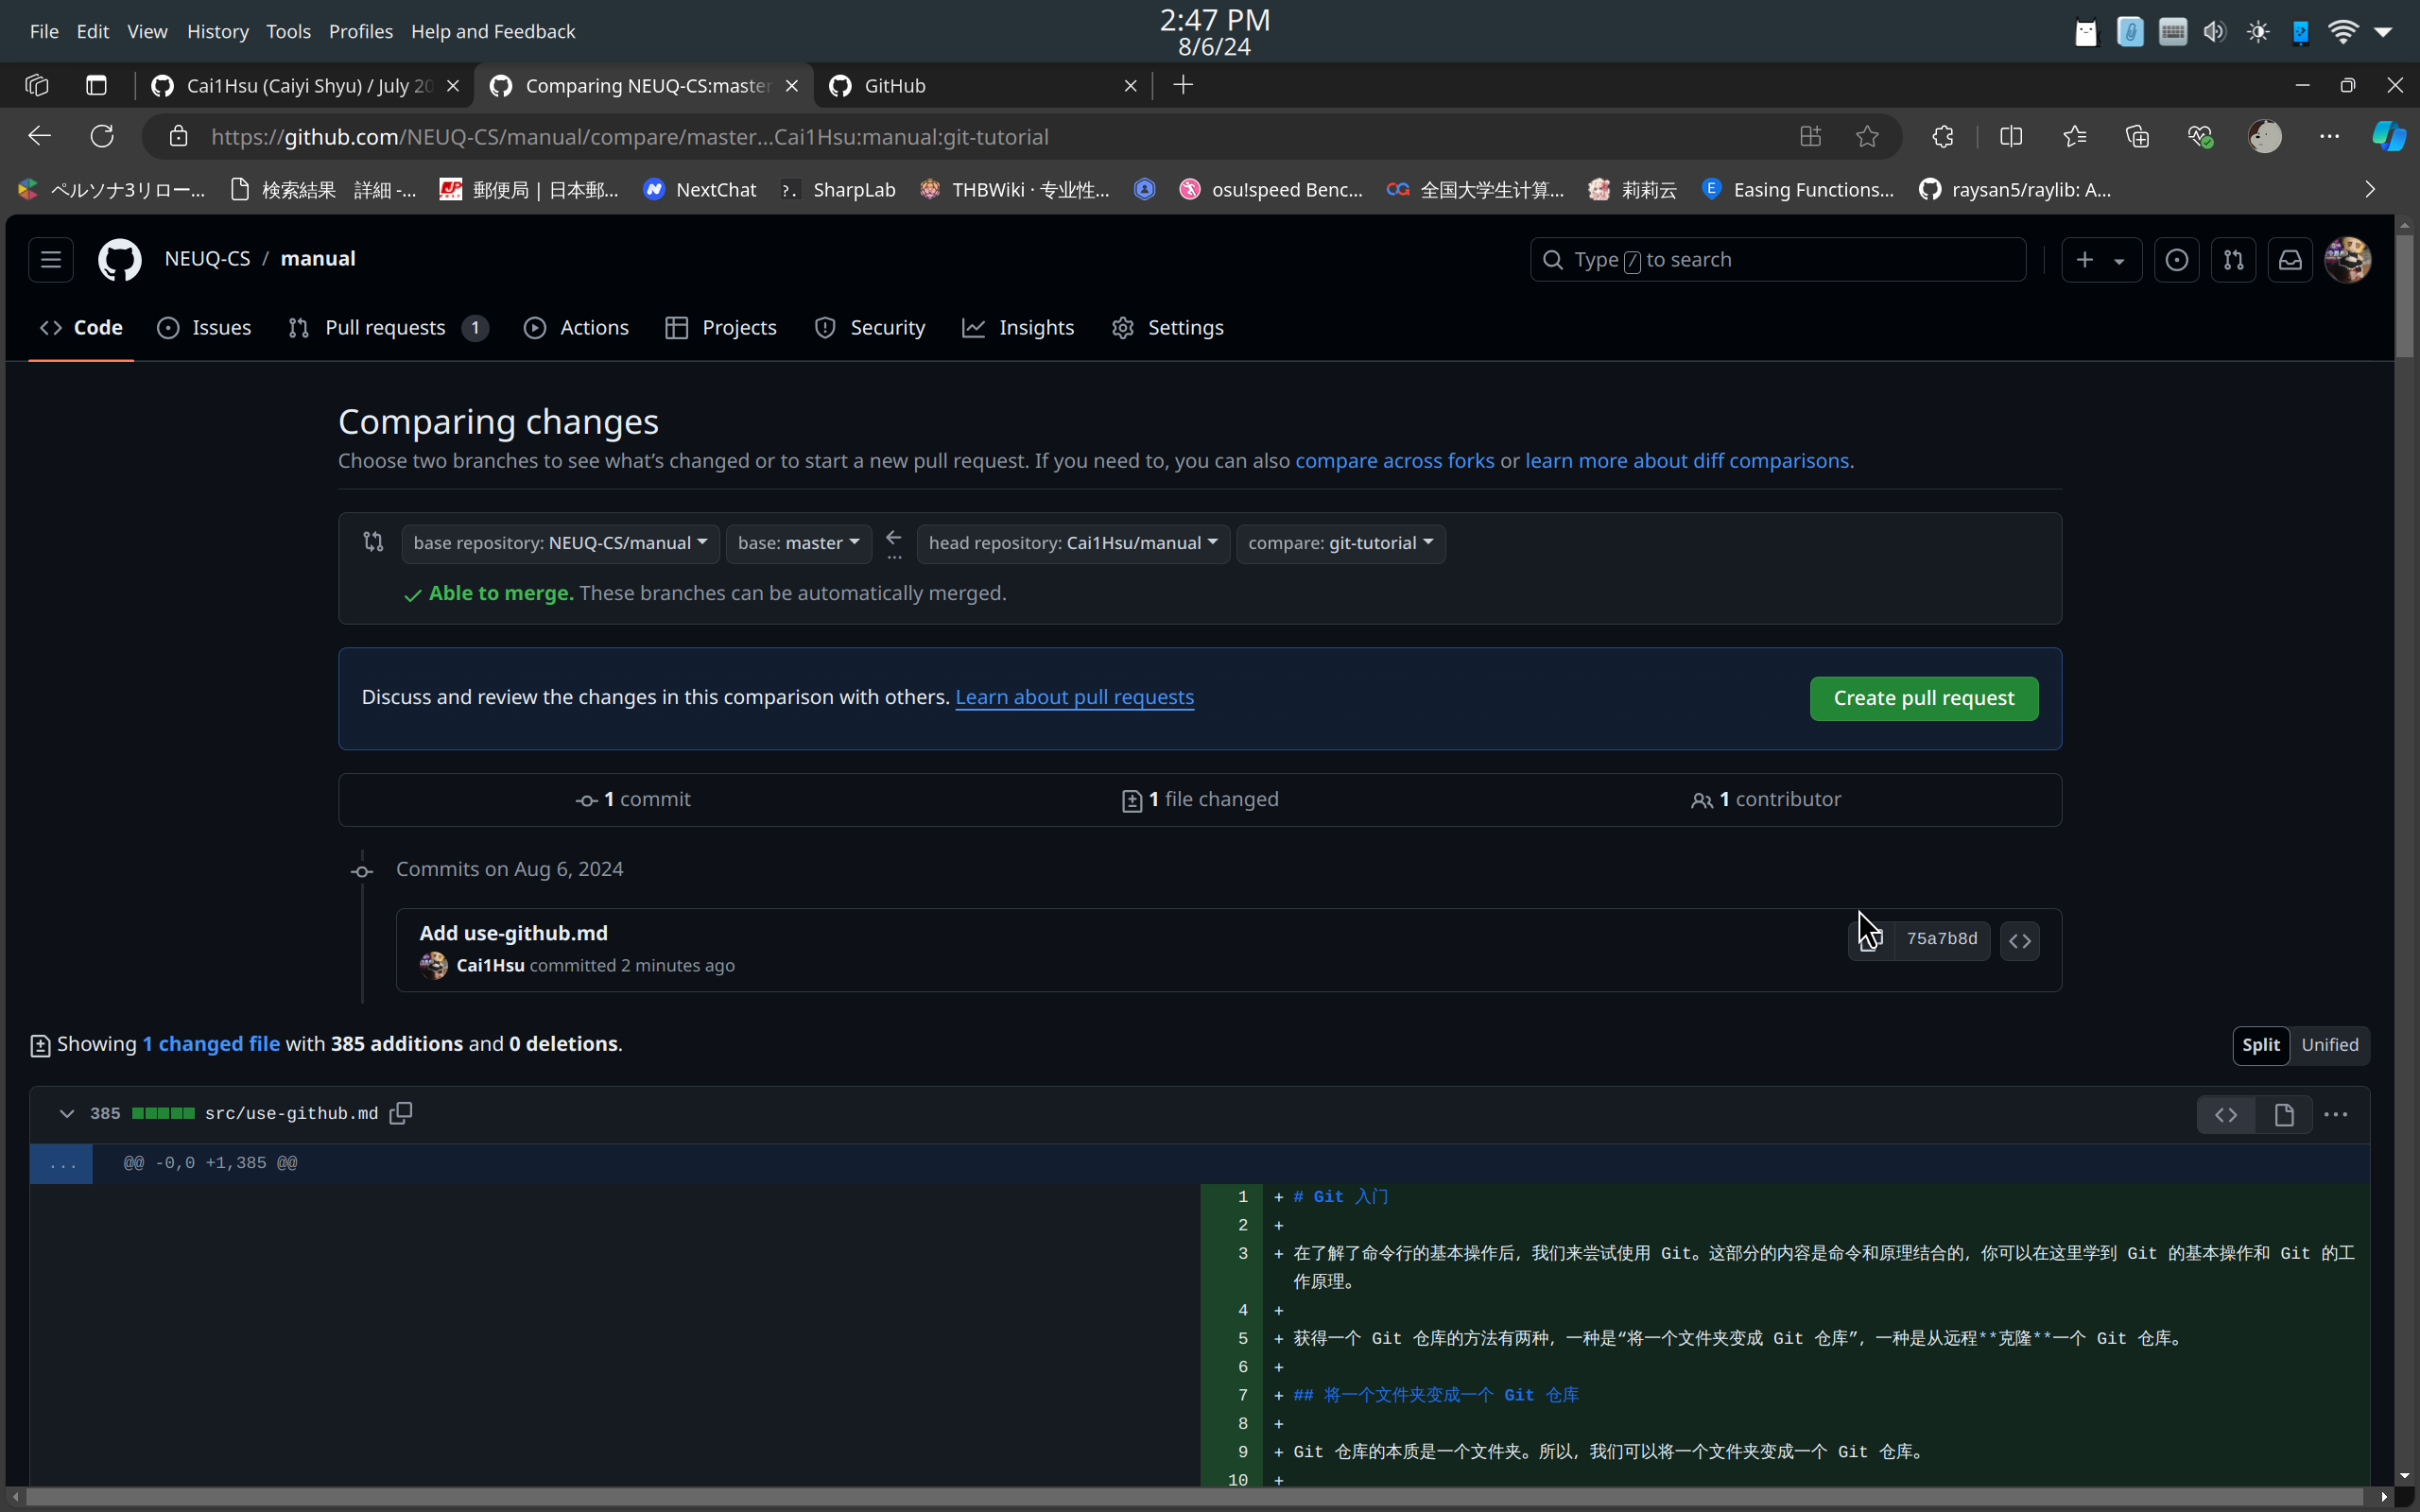 File Edit View History Tools Profiles Help and Feedback
2:47 PM
8/6/24
Cai1Hsu (Caiyi Shyu) / July 20
Comparing NEUQ-CS:master
GitHub
https://github.com/NEUQ-CS/manual/compare/master...Cai1Hsu:manual:git-tutorial
ペルソナ3リロー... 検索結果 詳細 -... 郵便局 | 日本郵... NextChat SharpLab THBWiki · 专业性... osu!speed Benc... 全国大学生计算... 莉莉云 Easing Functions... raysan5/raylib: A...
NEUQ-CS / manual
Type / to search
Code Issues Pull requests 1 Actions Projects Security Insights Settings
Comparing changes
Choose two branches to see what's changed or to start a new pull request. If you need to, you can also compare across forks or learn more about diff comparisons.
base repository: NEUQ-CS/manual base: master ... head repository: Cai1Hsu/manual compare: git-tutorial
Able to merge. These branches can be automatically merged.
Discuss and review the changes in this comparison with others. Learn about pull requests
Create pull request
1 commit 1 file changed 1 contributor
Commits on Aug 6, 2024
Add use-github.md
75a7b8d
Cai1Hsu committed 2 minutes ago
Showing 1 changed file with 385 additions and 0 deletions.
Split Unified
385 src/use-github.md
... @@ -0,0 +1,385 @@
1 + # Git 入门
2 +
3 + 在了解了命令行的基本操作后，我们来尝试使用 Git。这部分的内容是命令和原理结合的，你可以在这里学到 Git 的基本操作和 Git 的工
作原理。
4 +
5 + 获得一个 Git 仓库的方法有两种，一种是“将一个文件夹变成 Git 仓库”，一种是从远程**克隆**一个 Git 仓库。
6 +
7 + ## 将一个文件夹变成一个 Git 仓库
8 +
9 + Git 仓库的本质是一个文件夹。所以，我们可以将一个文件夹变成一个 Git 仓库。
10 +